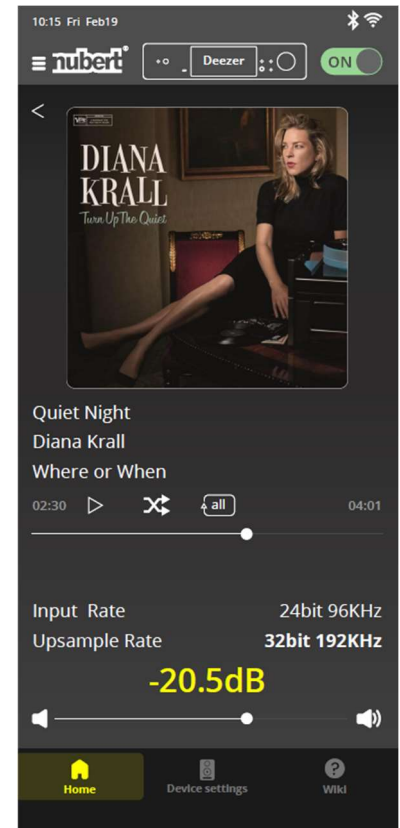 10:15 Fri Feb19
nubert
Deezer
ON
<
DIANA
KRALL
Turn Up The Quiet
Quiet Night
Diana Krall
Where or When
02:30 all 04:01
Input Rate 24bit 96KHz
Upsample Rate 32bit 192KHz
-20.5dB
Home Device settings Wiki